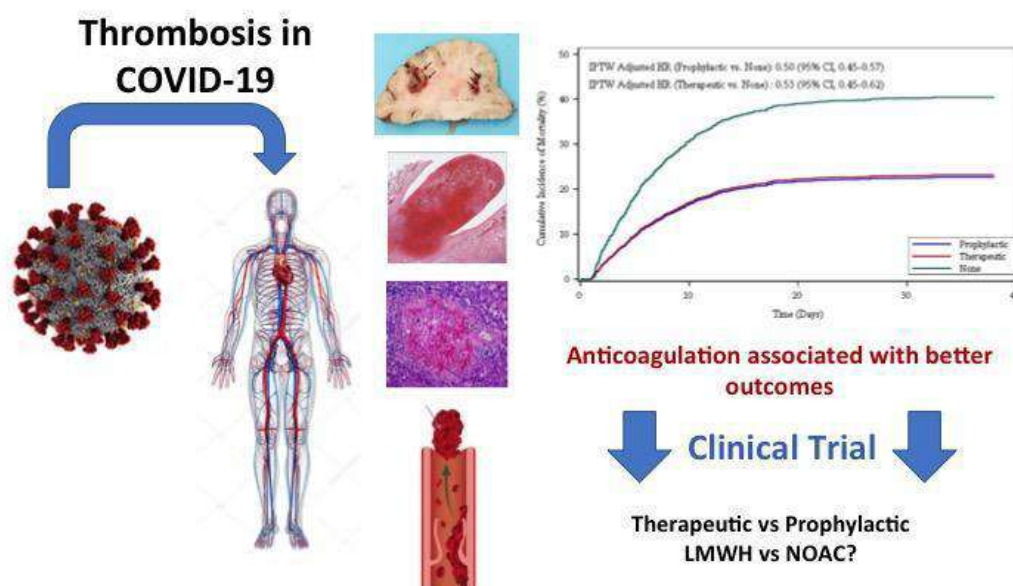 Thrombosis in
COVID-19
50
40
30
20
10
0
Cumulative Incidence of Mortality (%)
IPTW Adjusted HR (Prophylactic vs. None): 0.50 (95% CI, 0.45-0.57)
IPTW Adjusted HR (Therapeutic vs. None) : 0.53 (95% CI, 0.45-0.62)
Prophylactic
Therapeutic
None
0 10 20 30
Time (Days)
Anticoagulation associated with better
outcomes
Clinical Trial
Therapeutic vs Prophylactic
LMWH vs NOAC?